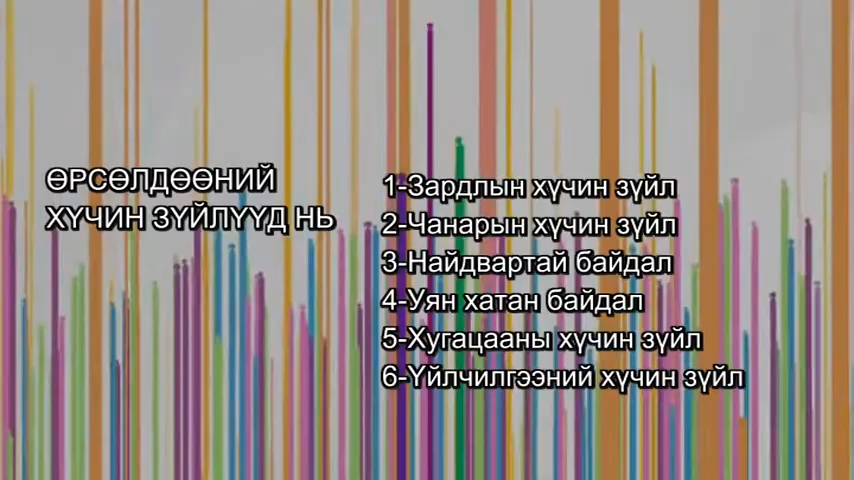 ӨРСӨЛДӨӨНИЙ
ХҮЧИН ЗҮЙЛҮҮД НЬ
1-Зардлын хүчин зүйл
2-Чанарын хүчин зүйл
3-Найдвартай байдал
4-Уян хатан байдал
5-Хугацааны хүчин зүйл
6-Үйлчилгээний хүчин зүйл